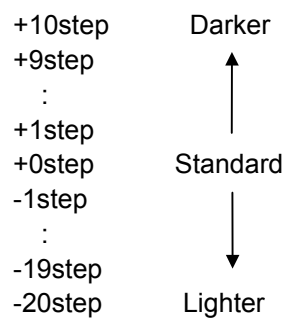 +10step Darker
+9step
:
+1step
+0step Standard
-1step
:
-19step
-20step Lighter